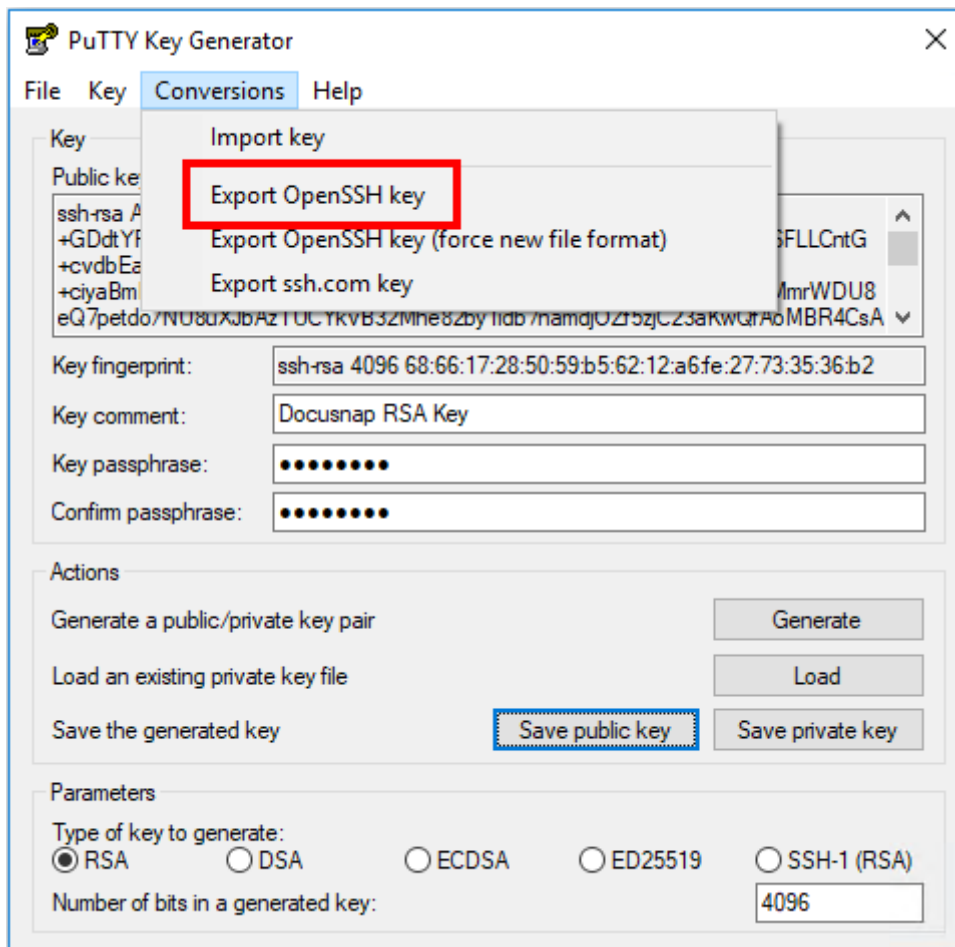 PuTTY Key Generator
File Key Conversions Help
Import key
Export OpenSSH key
Export OpenSSH key (force new file format)
Export ssh.com key
Key
Public
ssh-rsa
+cvdbEa
eQ7petdo7NU8uXJbAzTUCYkvB32Mhe82by1idb7namdjOZf5zjC23aKwQfAoMBR4CsA
Key fingerprint: ssh-rsa 4096 68:66:17:28:50:59:b5:62:12:a6:fe:27:73:35:36:b2
Key comment: Docusnap RSA Key
Key passphrase: ●●●●●●●●
Confirm passphrase: ●●●●●●●●
Actions
Generate a public/private key pair Generate
Load an existing private key file Load
Save the generated key Save public key Save private key
Parameters
Type of key to generate:
RSA DSA ECDSA ED25519 SSH-1 (RSA)
Number of bits in a generated key: 4096